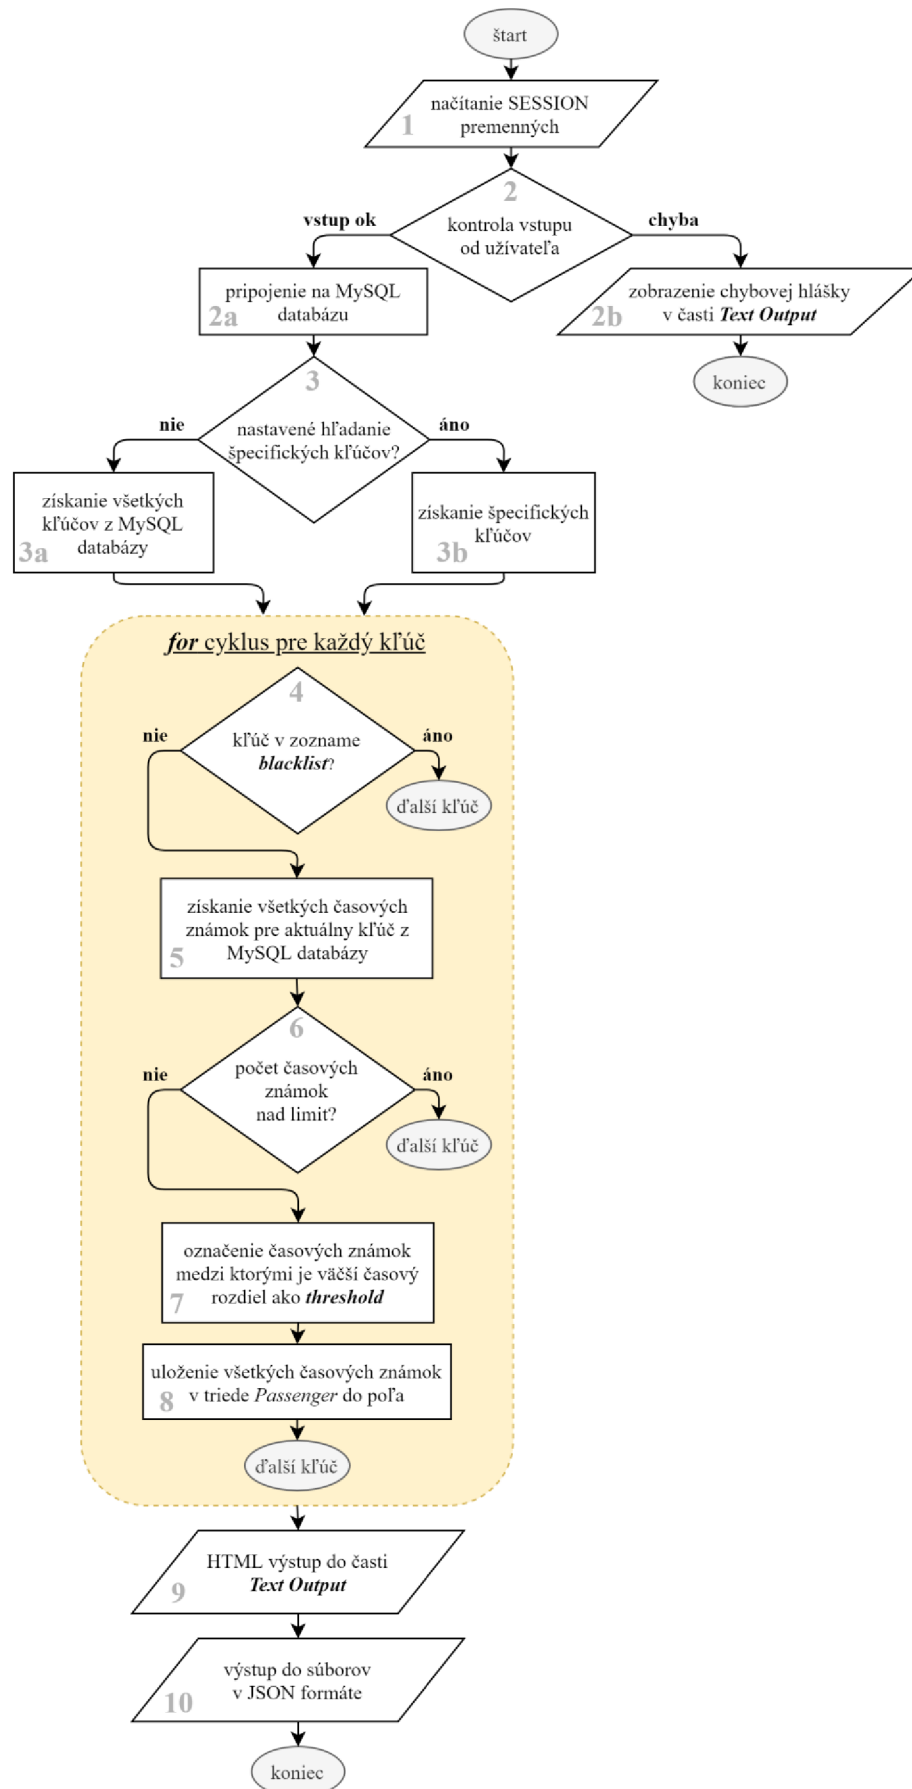 štart
načítanie SESSION
premenných
1
2
kontrola vstupu
od užívateľa
vstup ok
chyba
pripojenie na MySQL
databázu
2a
zobrazenie chybovej hlášky
v časti Text Output
2b
koniec
3
nastavené hľadanie
špecifických kľúčov?
nie
áno
získanie všetkých
kľúčov z MySQL
databázy
3a
získanie špecifických
kľúčov
3b
for cyklus pre každý kľúč
4
kľúč v zozname
blacklist?
nie
áno
ďalší kľúč
získanie všetkých časových
známok pre aktuálny kľúč z
MySQL databázy
5
6
počet časových
známok
nad limit?
nie
áno
ďalší kľúč
označenie časových známok
medzi ktorými je väčší časový
rozdiel ako threshold
7
uloženie všetkých časových známok
v triede Passenger do poľa
8
ďalší kľúč
HTML výstup do časti
Text Output
9
výstup do súborov
v JSON formáte
10
koniec